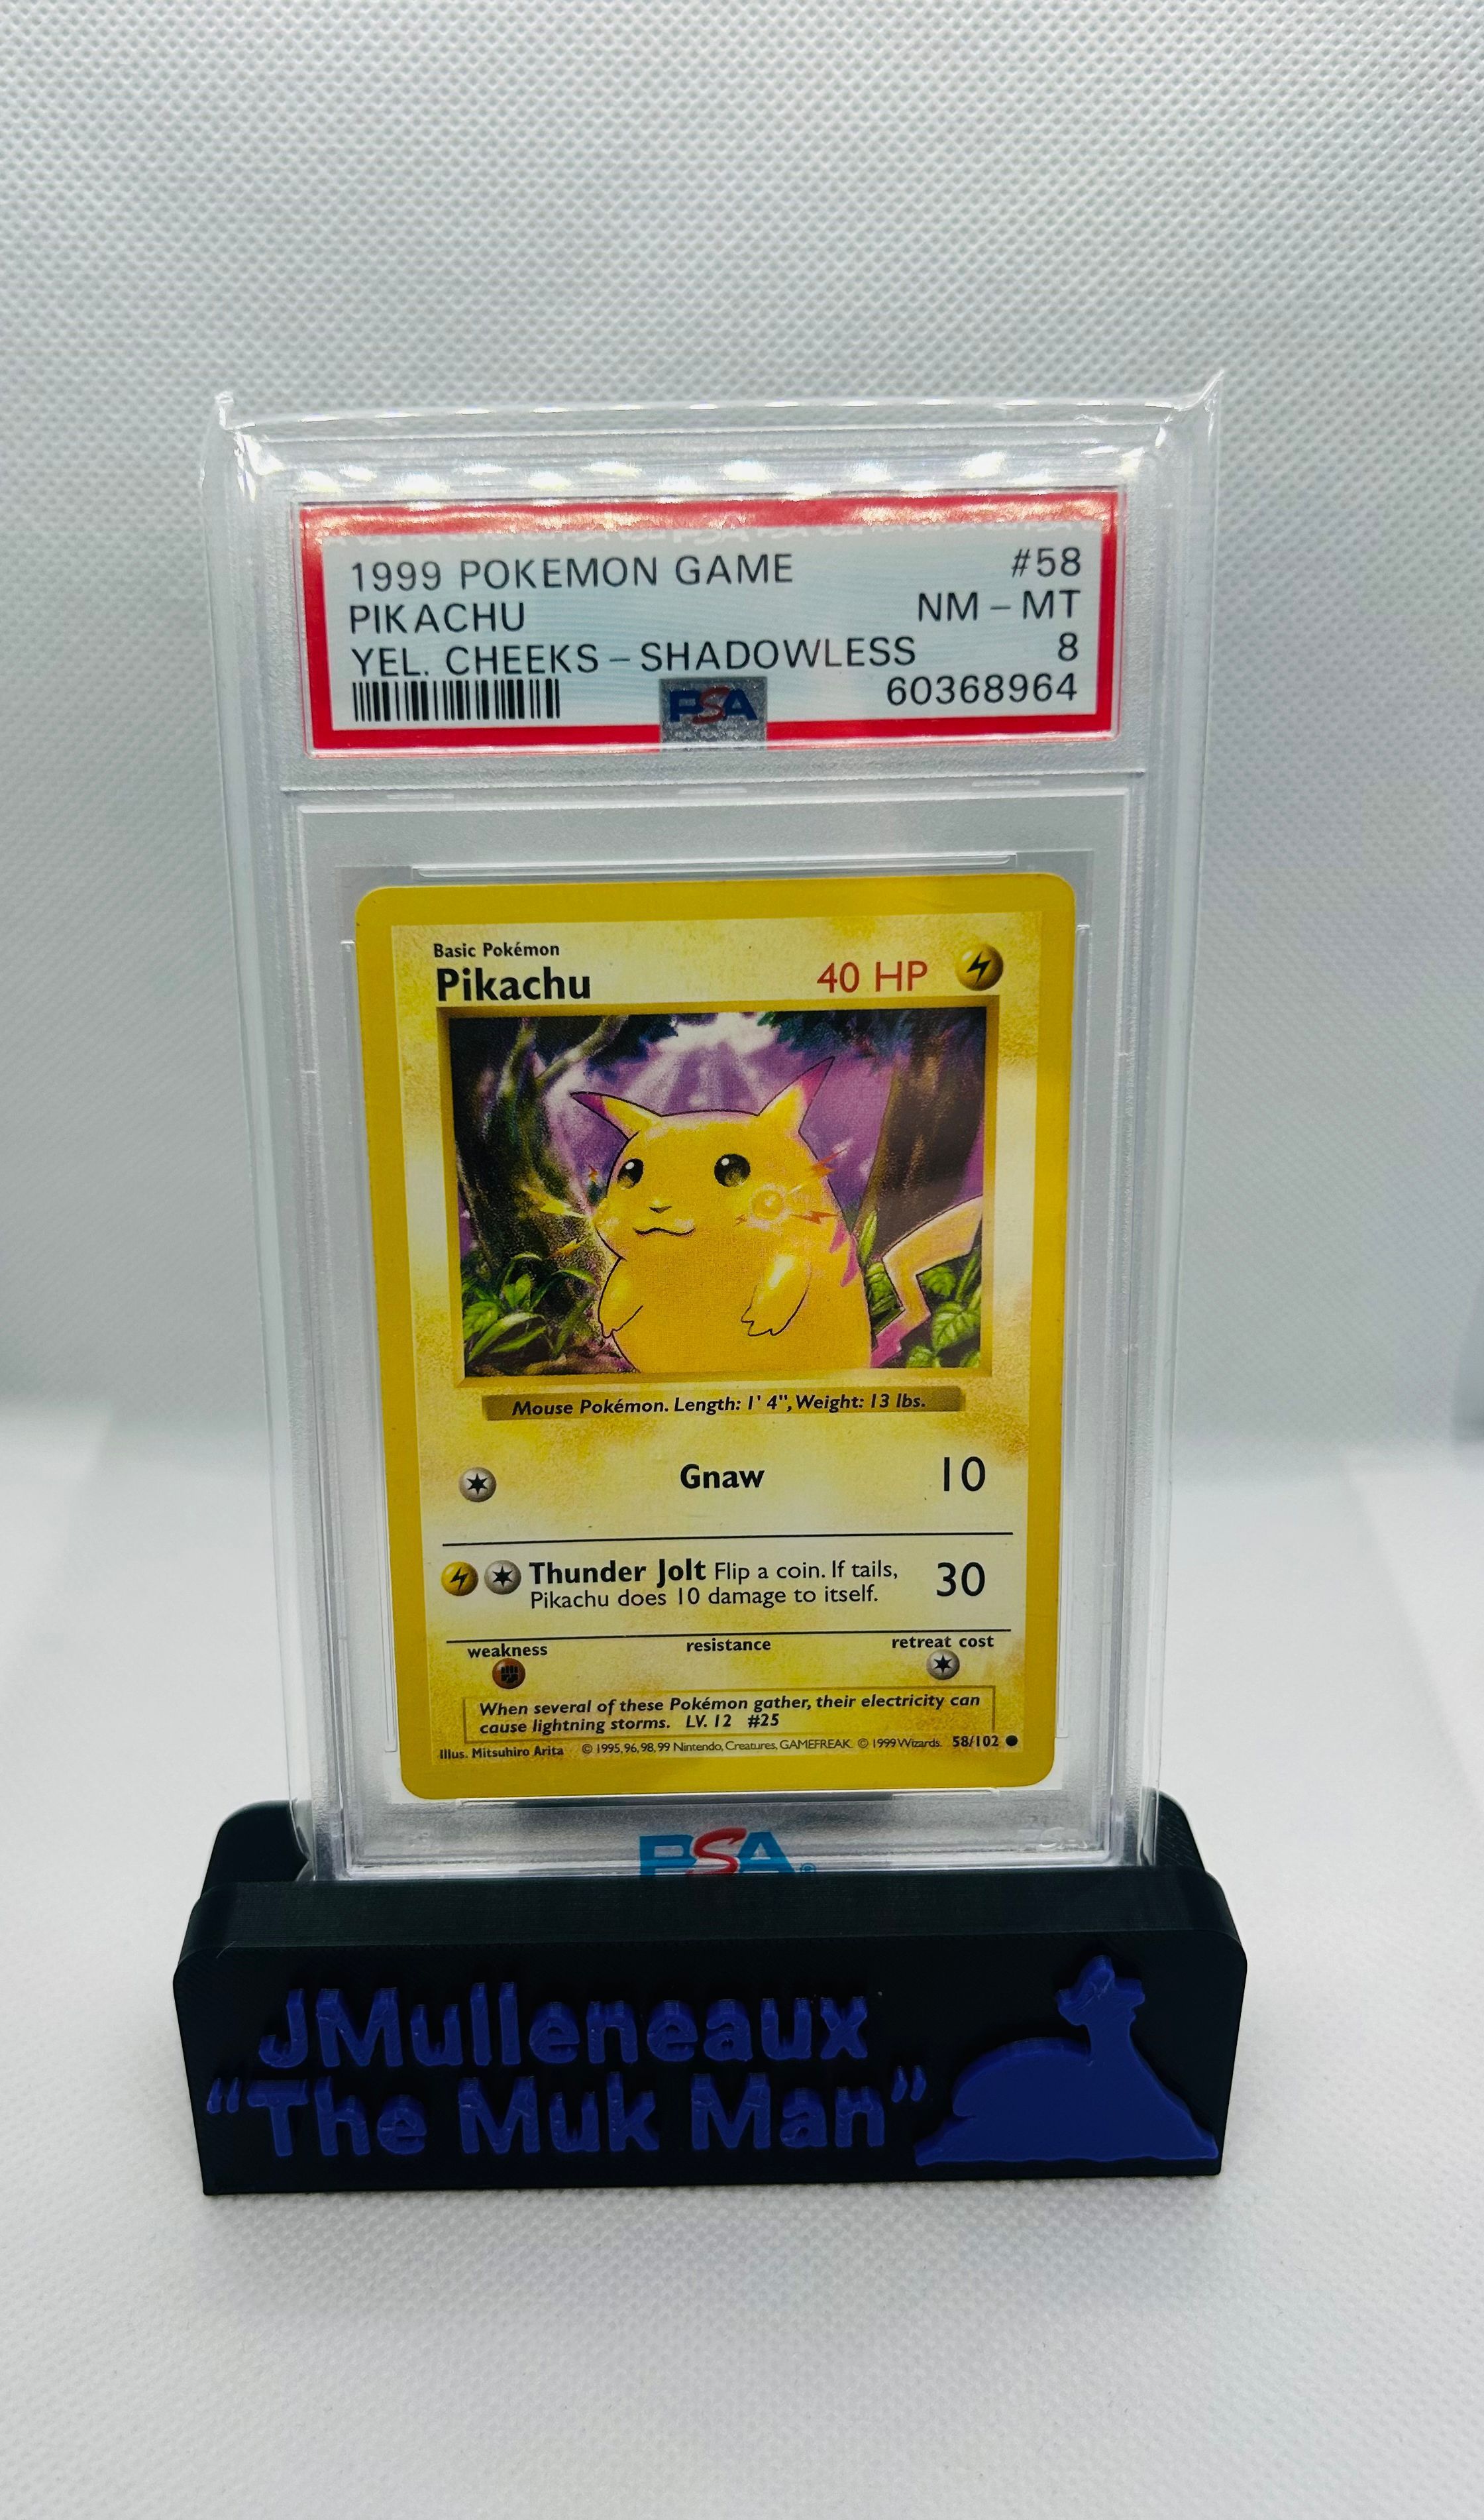 1999 POKEMON GAME #58
PIKACHU NM - MT
YEL. CHEEKS - SHADOWLESS 8
PSA 60368964
Basic Pokémon
Pikachu 40 HP
Mouse Pokémon. Length: 1' 4", Weight: 13 lbs.
Gnaw 10
Thunder Jolt Flip a coin. If tails, 30
Pikachu does 10 damage to itself.
weakness resistance retreat cost
When several of these Pokémon gather, their electricity can
cause lightning storms. LV. 12 #25
Illus. Mitsuhiro Arita © 1995, 96, 98, 99 Nintendo, Creatures, GAMEFREAK. © 1999 Wizards. 58/102
PSA®
JMulleneaux
"The Muk Man"